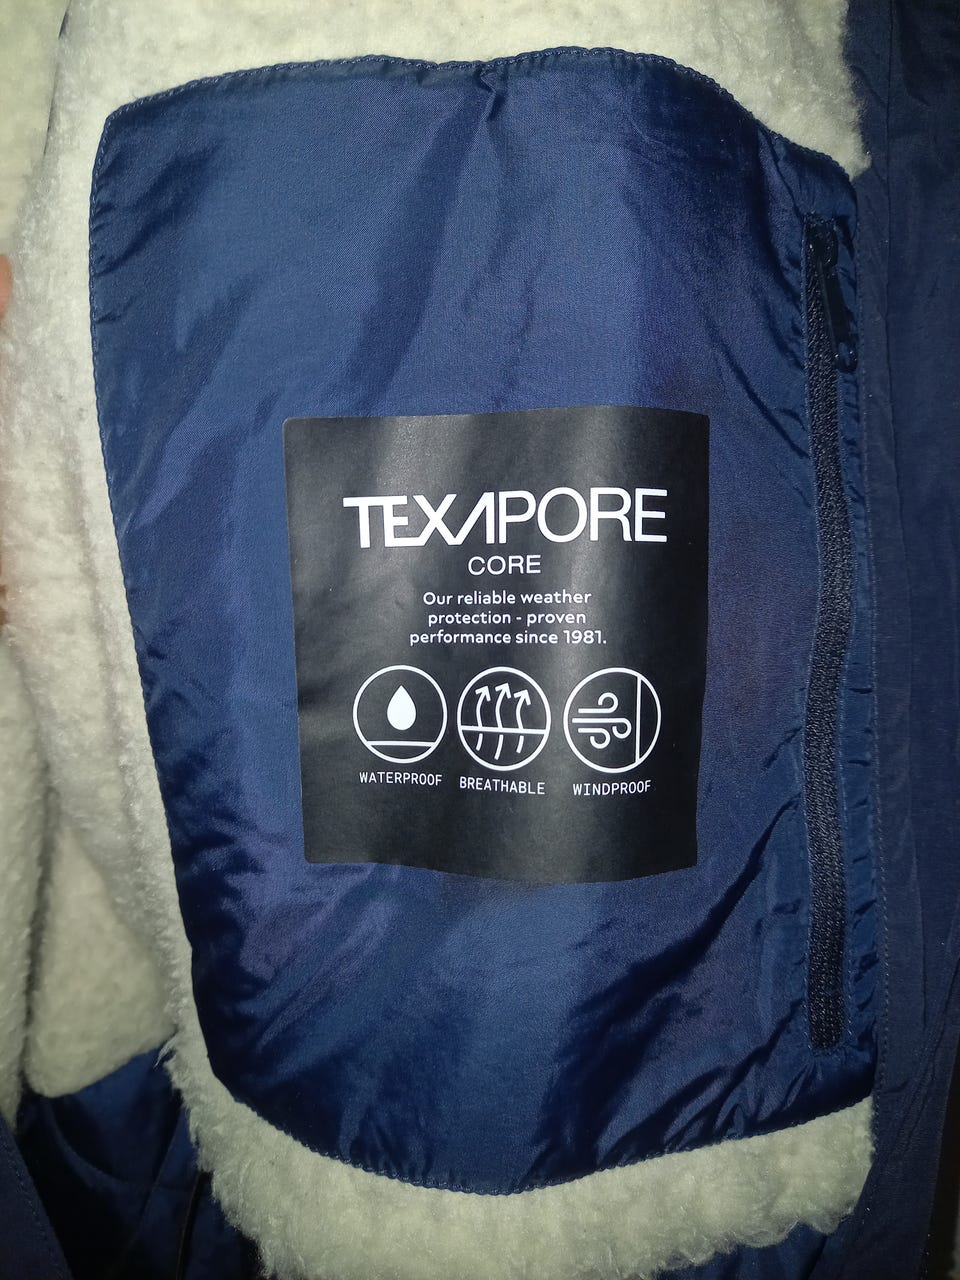 TEXAPORE
CORE
Our reliable weather
protection - proven
performance since 1981.
WATERPROOF BREATHABLE WINDPROOF